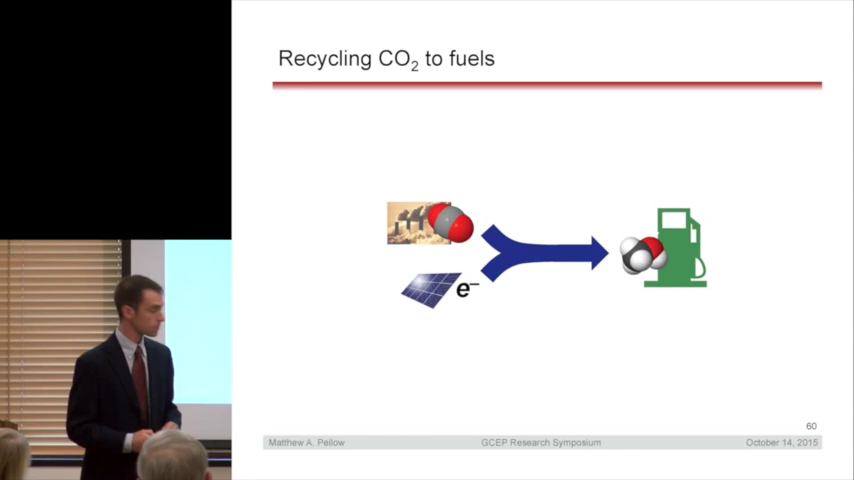 Recycling CO₂ to fuels
e⁻
60
Matthew A. Pellow GCEP Research Symposium October 14, 2015